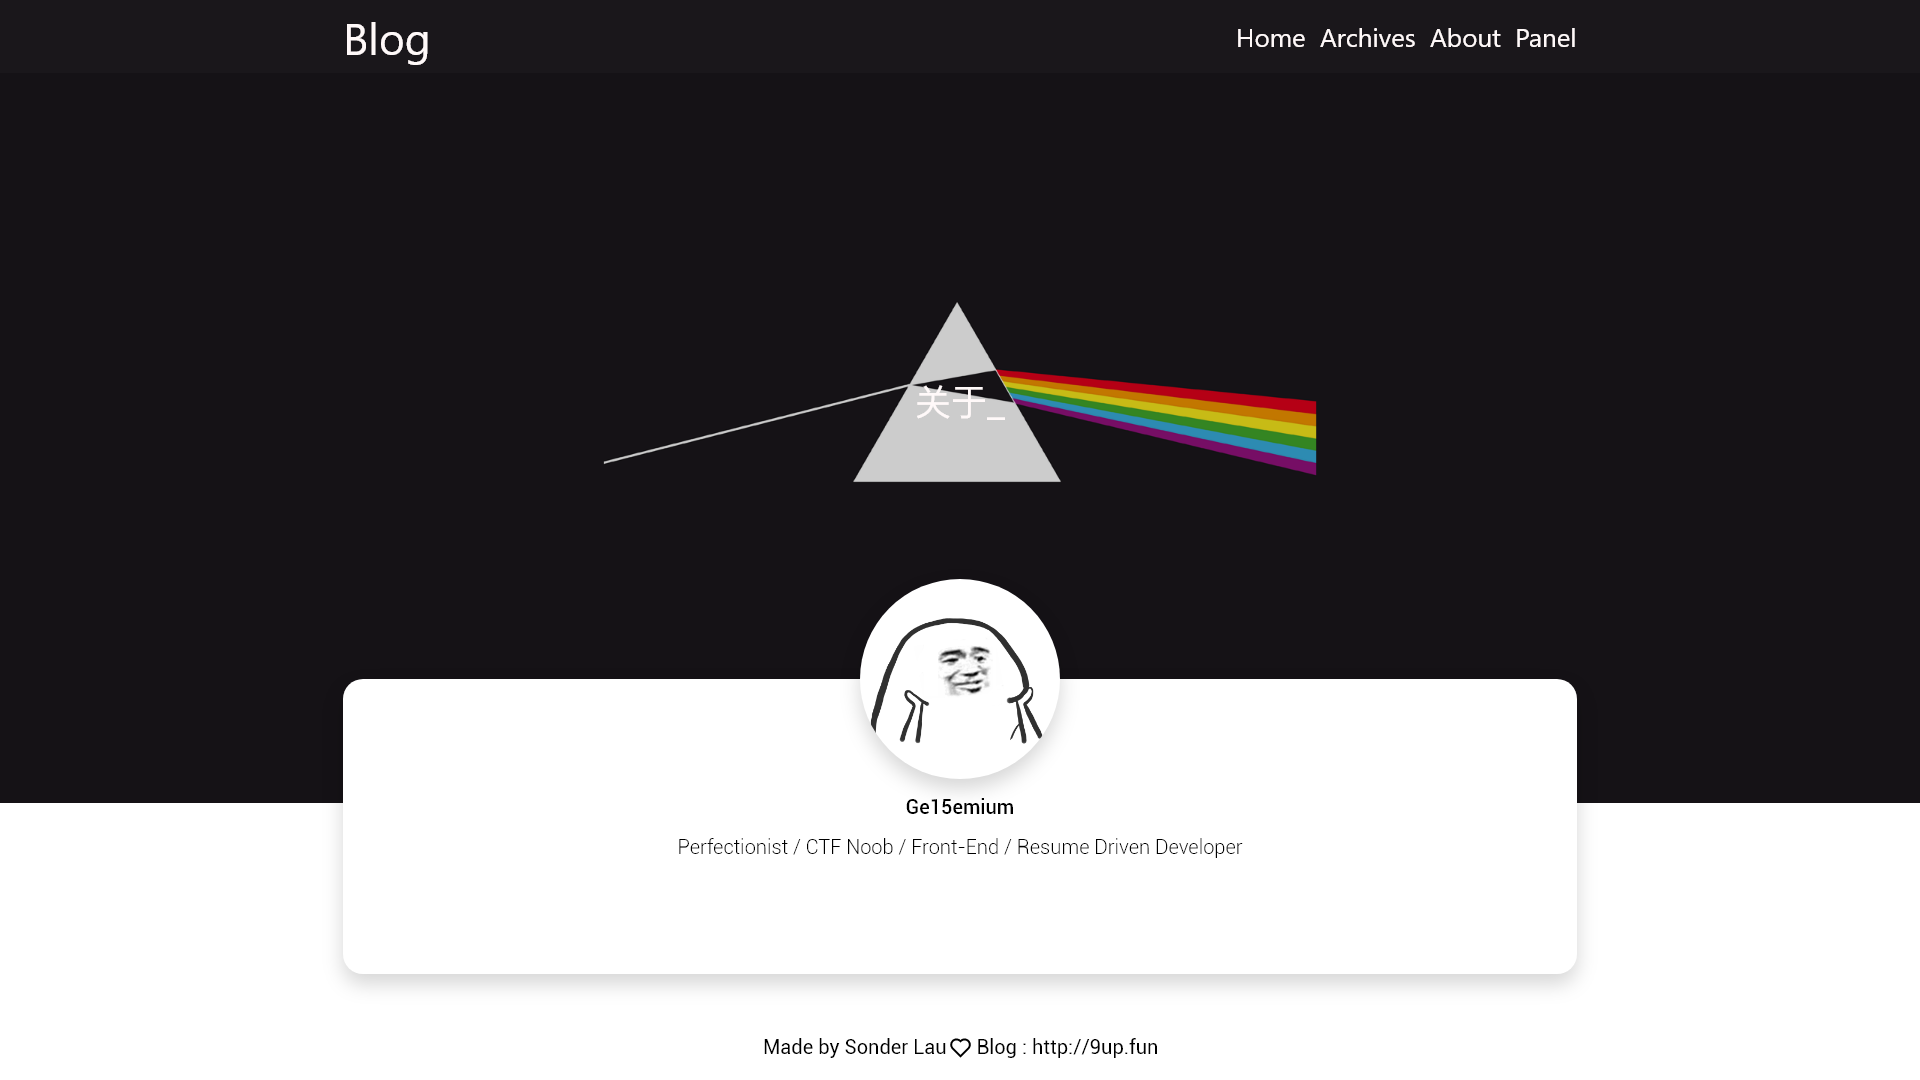 Blog
Home Archives About Panel
关于_
Ge15emium
Perfectionist / CTF Noob / Front-End / Resume Driven Developer
Made by Sonder Lau Blog : http://9up.fun